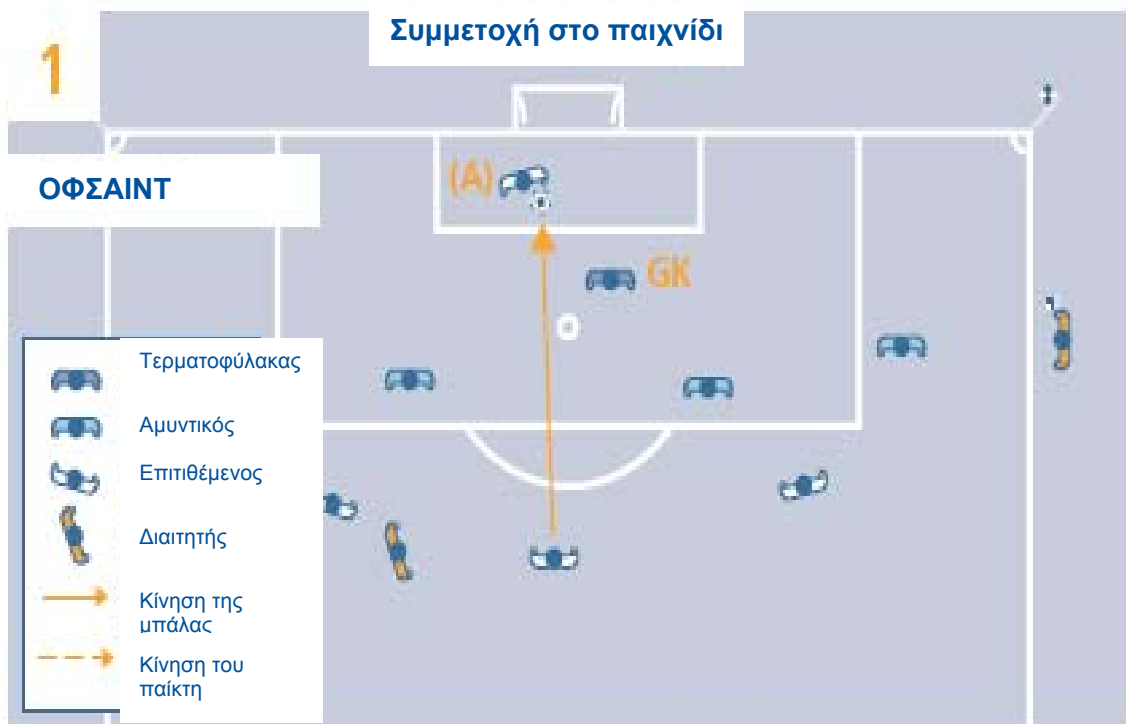 Συμμετοχή στο παιχνίδι
1
ΟΦΣΑΙΝΤ
(A)
GK
Τερματοφύλακας
Αμυντικός
Επιτιθέμενος
Διαιτητής
Κίνηση της
μπάλας
Κίνηση του
παίκτη